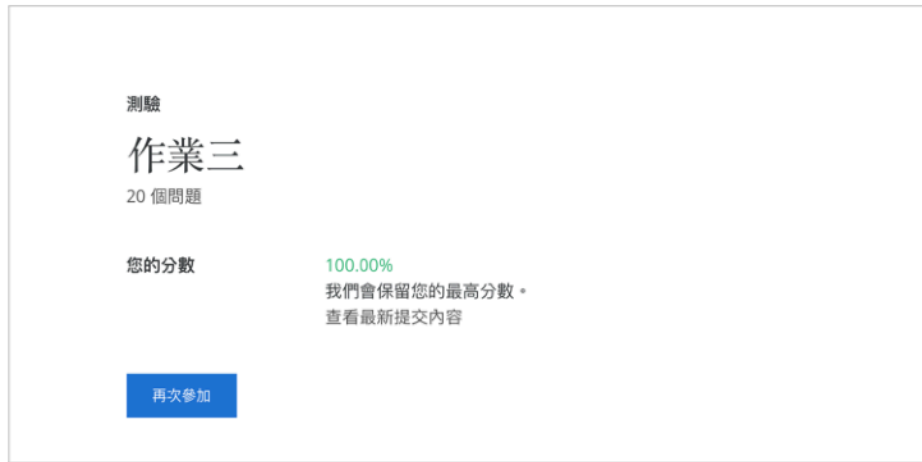 測驗
作業三
20 個問題
您的分數
100.00%
我們會保留您的最高分數。
查看最新提交內容
再次參加